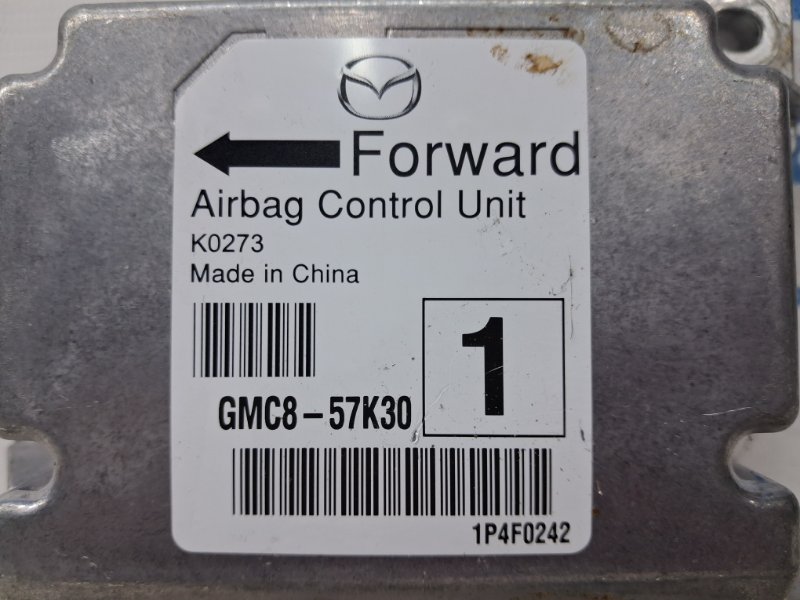 Forward
Airbag Control Unit
K0273
Made in China
1
GMC8-57K30
1P4F0242